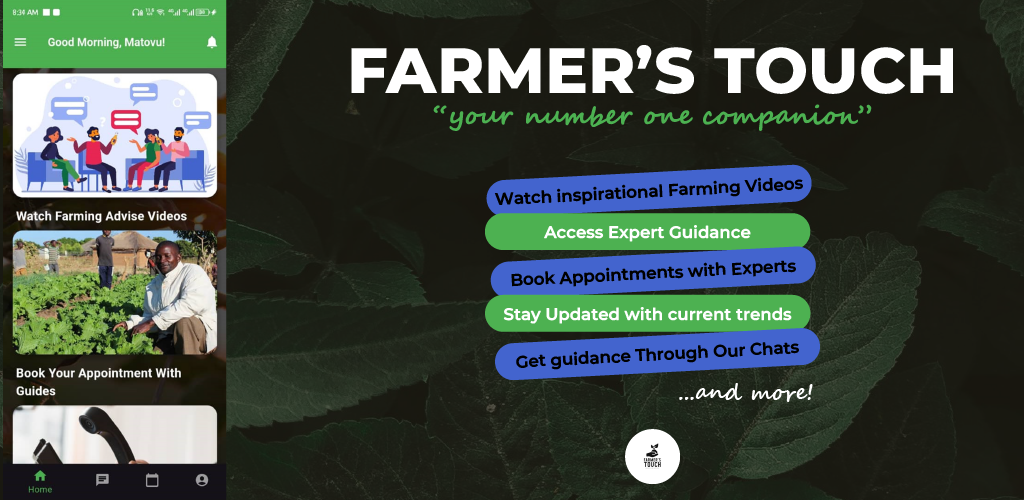 8:34 AM
Good Morning, Matovu!
Watch Farming Advise Videos
Book Your Appointment With
Guides
Home
FARMER'S TOUCH
“your number one companion”
Watch inspirational Farming Videos
Access Expert Guidance
Book Appointments with Experts
Stay Updated with current trends
Get guidance Through Our Chats
...and more!
FARMER'S
TOUCH